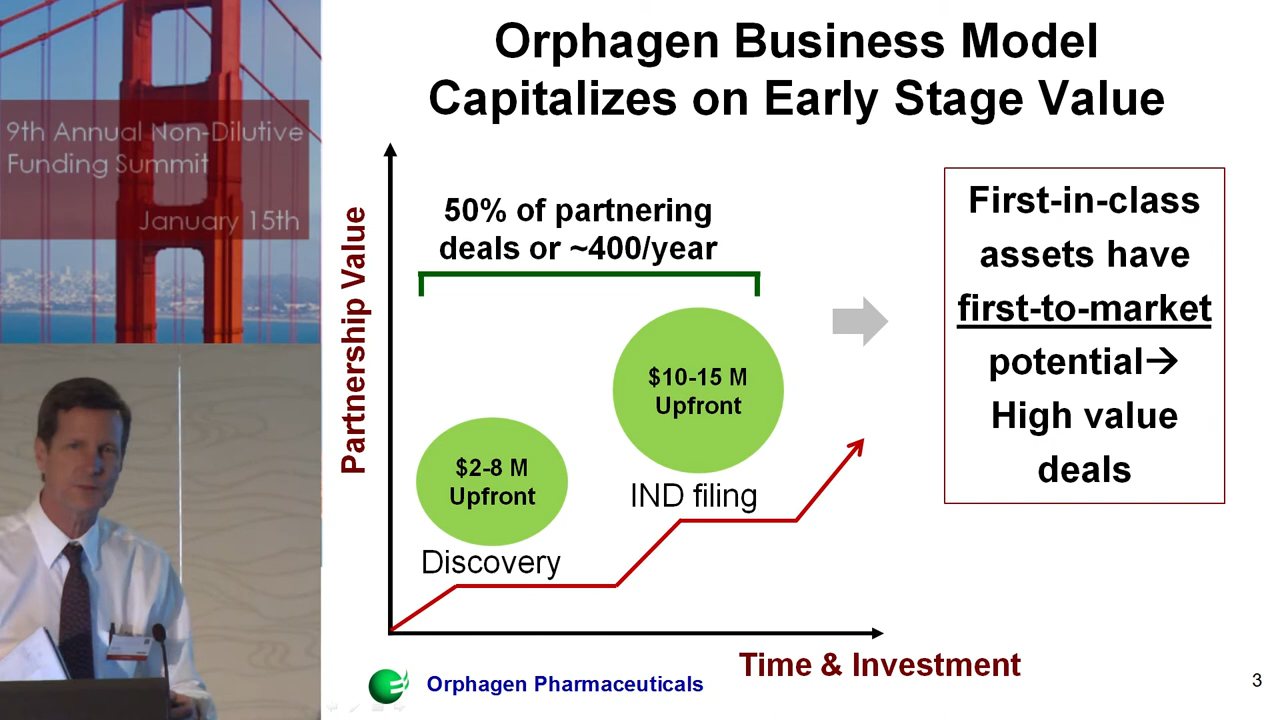 9th Annual Non-Dilutive
Funding Summit
January 15th
Orphagen Business Model
Capitalizes on Early Stage Value
Partnership Value
50% of partnering
deals or ~400/year
$2-8 M
Upfront
Discovery
$10-15 M
Upfront
IND filing
First-in-class
assets have
first-to-market
potential→
High value
deals
Time & Investment
Orphagen Pharmaceuticals
3